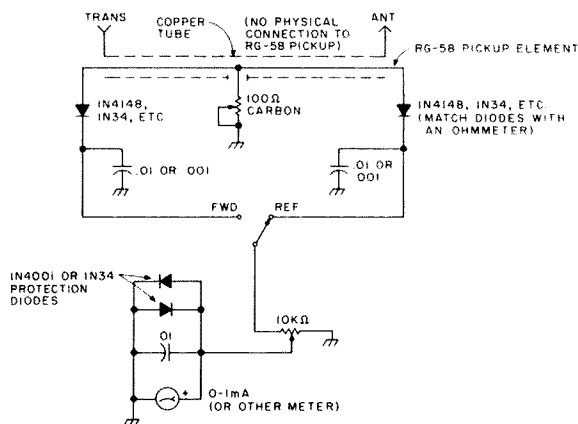 TRANS
COPPER
TUBE
(NO PHYSICAL
CONNECTION TO
RG-58 PICKUP)
ANT
RG-58 PICKUP ELEMENT
1N4148,
1N34, ETC
100Ω
CARBON
1N4148, 1N34, ETC.
(MATCH DIODES WITH
AN OHMMETER)
.01 OR .001
.01 OR
.001
FWD
REF
1N4001 OR 1N34
PROTECTION
DIODES
10KΩ
.01
+
0-1mA
(OR OTHER METER)